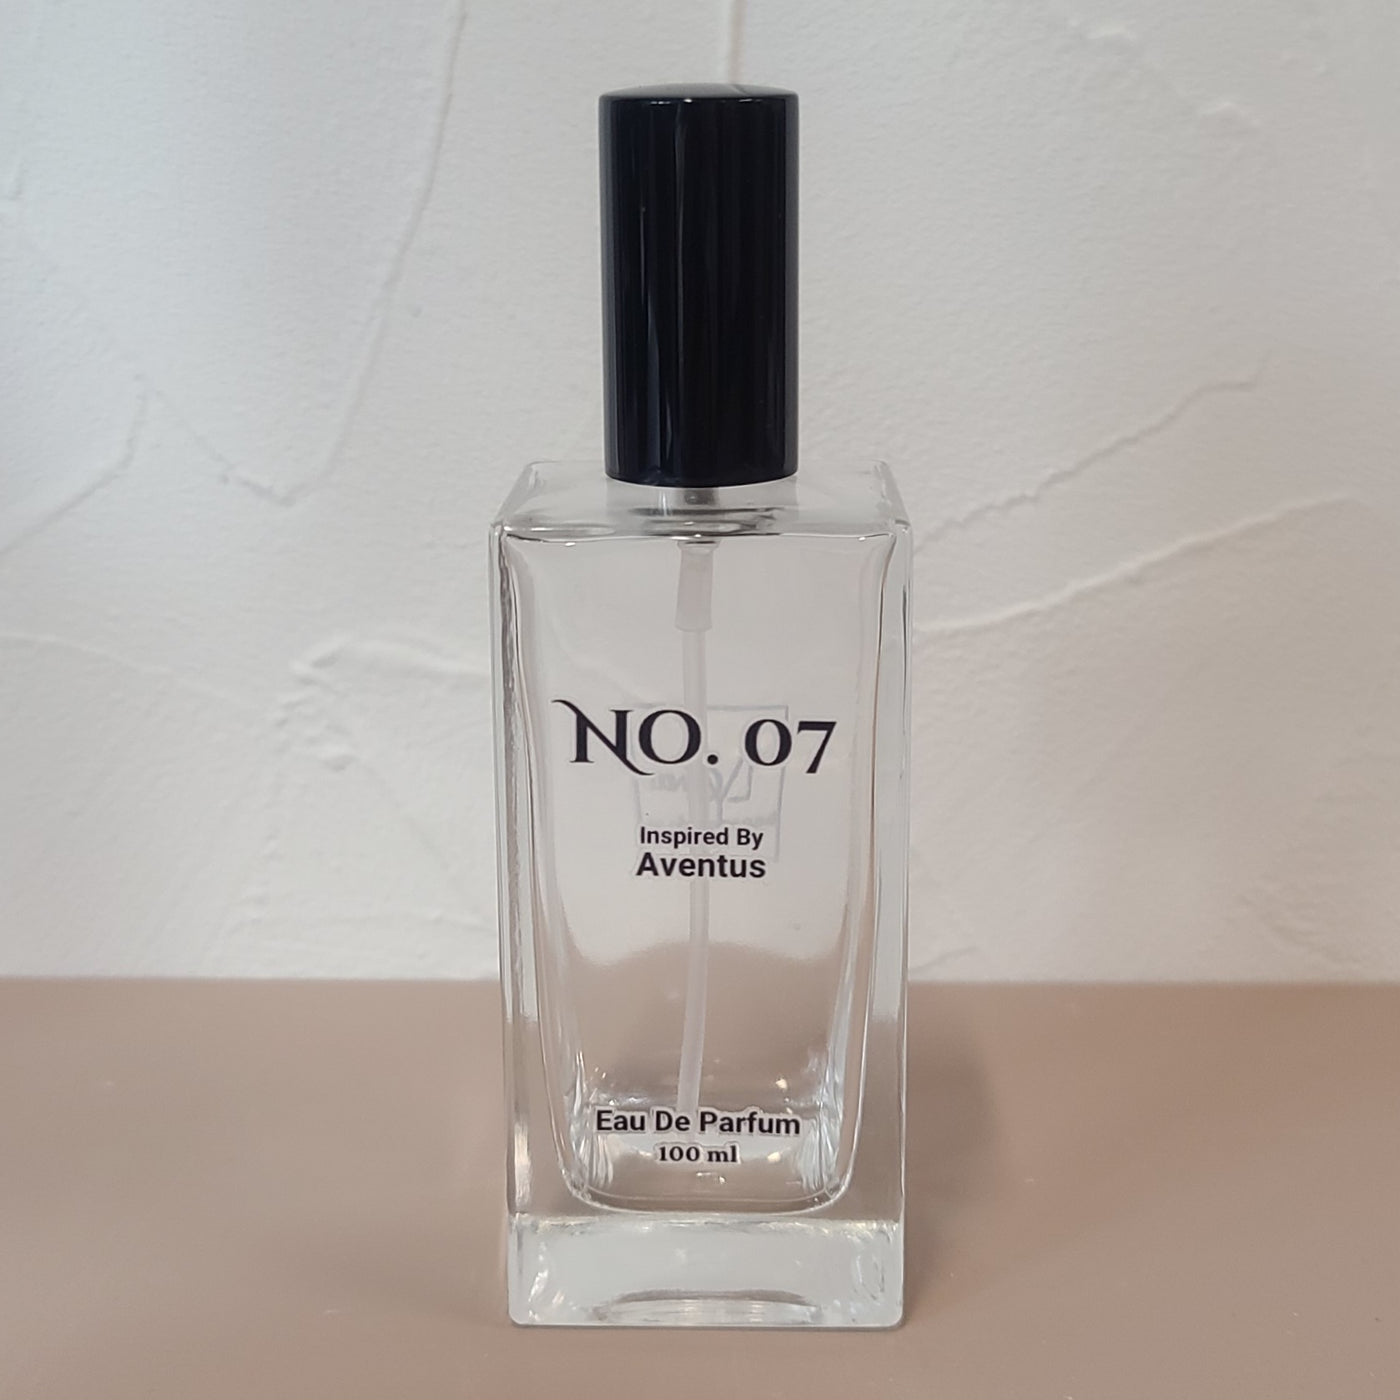 NO. 07
Inspired By
Aventus
Eau De Parfum
100 ml